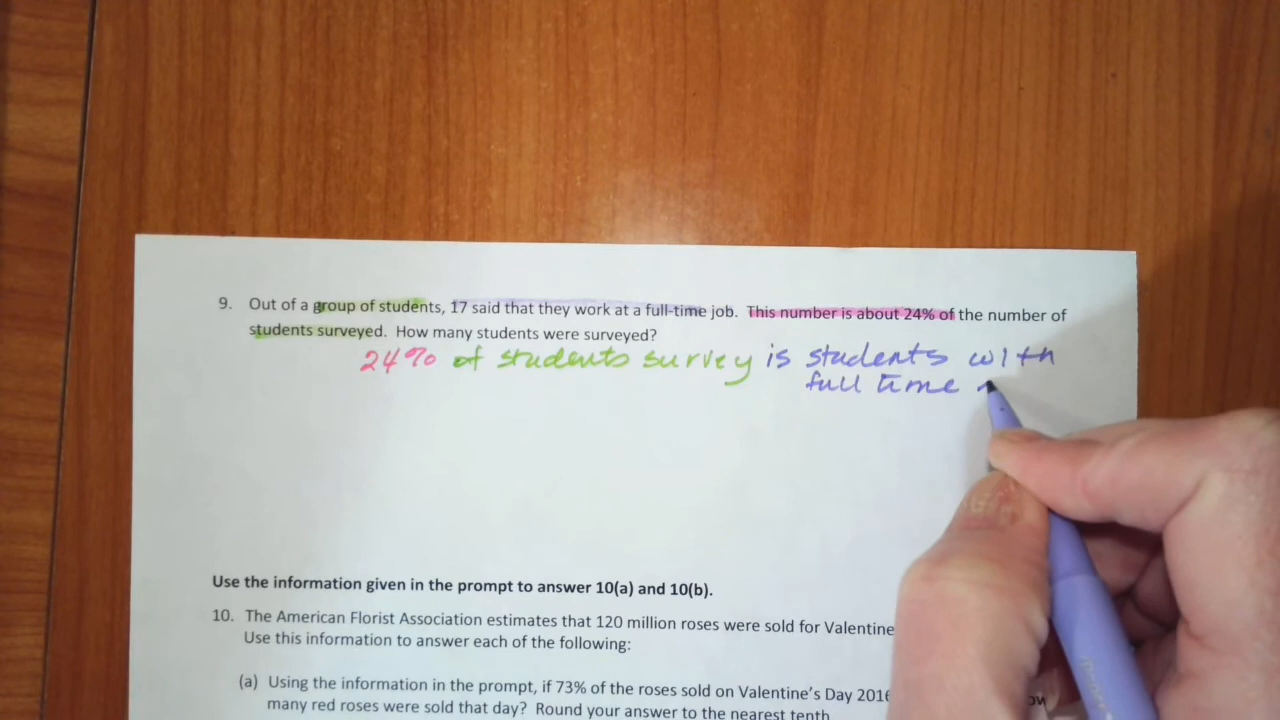 9. Out of a group of students, 17 said that they work at a full-time job. This number is about 24% of the number of
students surveyed. How many students were surveyed?
24% of students survey is students with
full time
Use the information given in the prompt to answer 10(a) and 10(b).
10. The American Florist Association estimates that 120 million roses were sold for Valentine
Use this information to answer each of the following:
(a) Using the information in the prompt, if 73% of the roses sold on Valentine's Day 2016
many red roses were sold that day? Round your answer to the nearest tenth